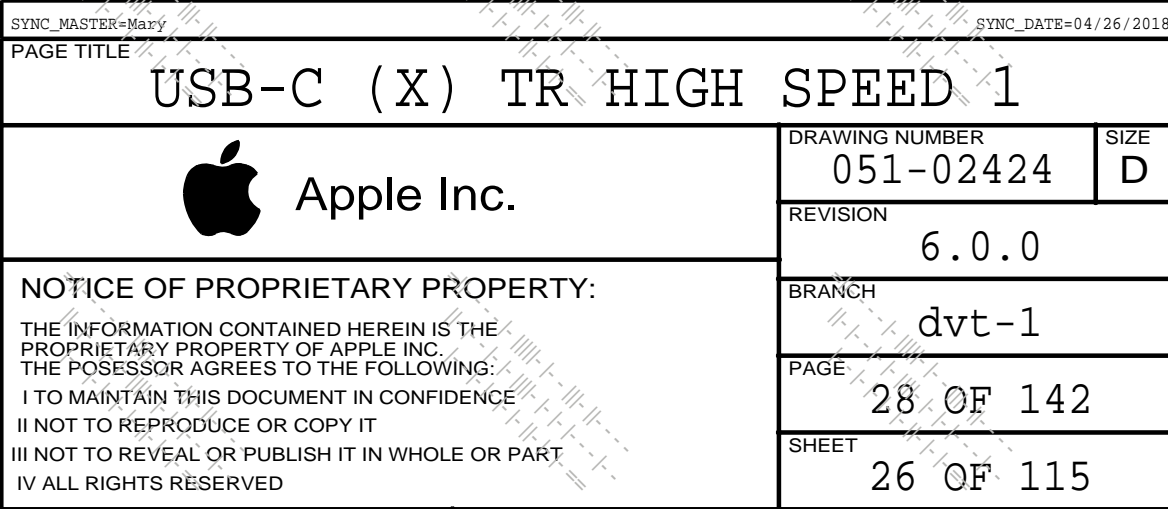 SYNC_MASTER=Mary SYNC_DATE=04/26/2018
PAGE TITLE
USB-C (X) TR HIGH SPEED 1
Apple Inc.
DRAWING NUMBER
051-02424
SIZE
D
REVISION
6.0.0
NOTICE OF PROPRIETARY PROPERTY:
THE INFORMATION CONTAINED HEREIN IS THE
PROPRIETARY PROPERTY OF APPLE INC.
THE POSESSOR AGREES TO THE FOLLOWING:
I TO MAINTAIN THIS DOCUMENT IN CONFIDENCE
II NOT TO REPRODUCE OR COPY IT
III NOT TO REVEAL OR PUBLISH IT IN WHOLE OR PART
IV ALL RIGHTS RESERVED
BRANCH
dvt-1
PAGE
28 OF 142
SHEET
26 OF 115